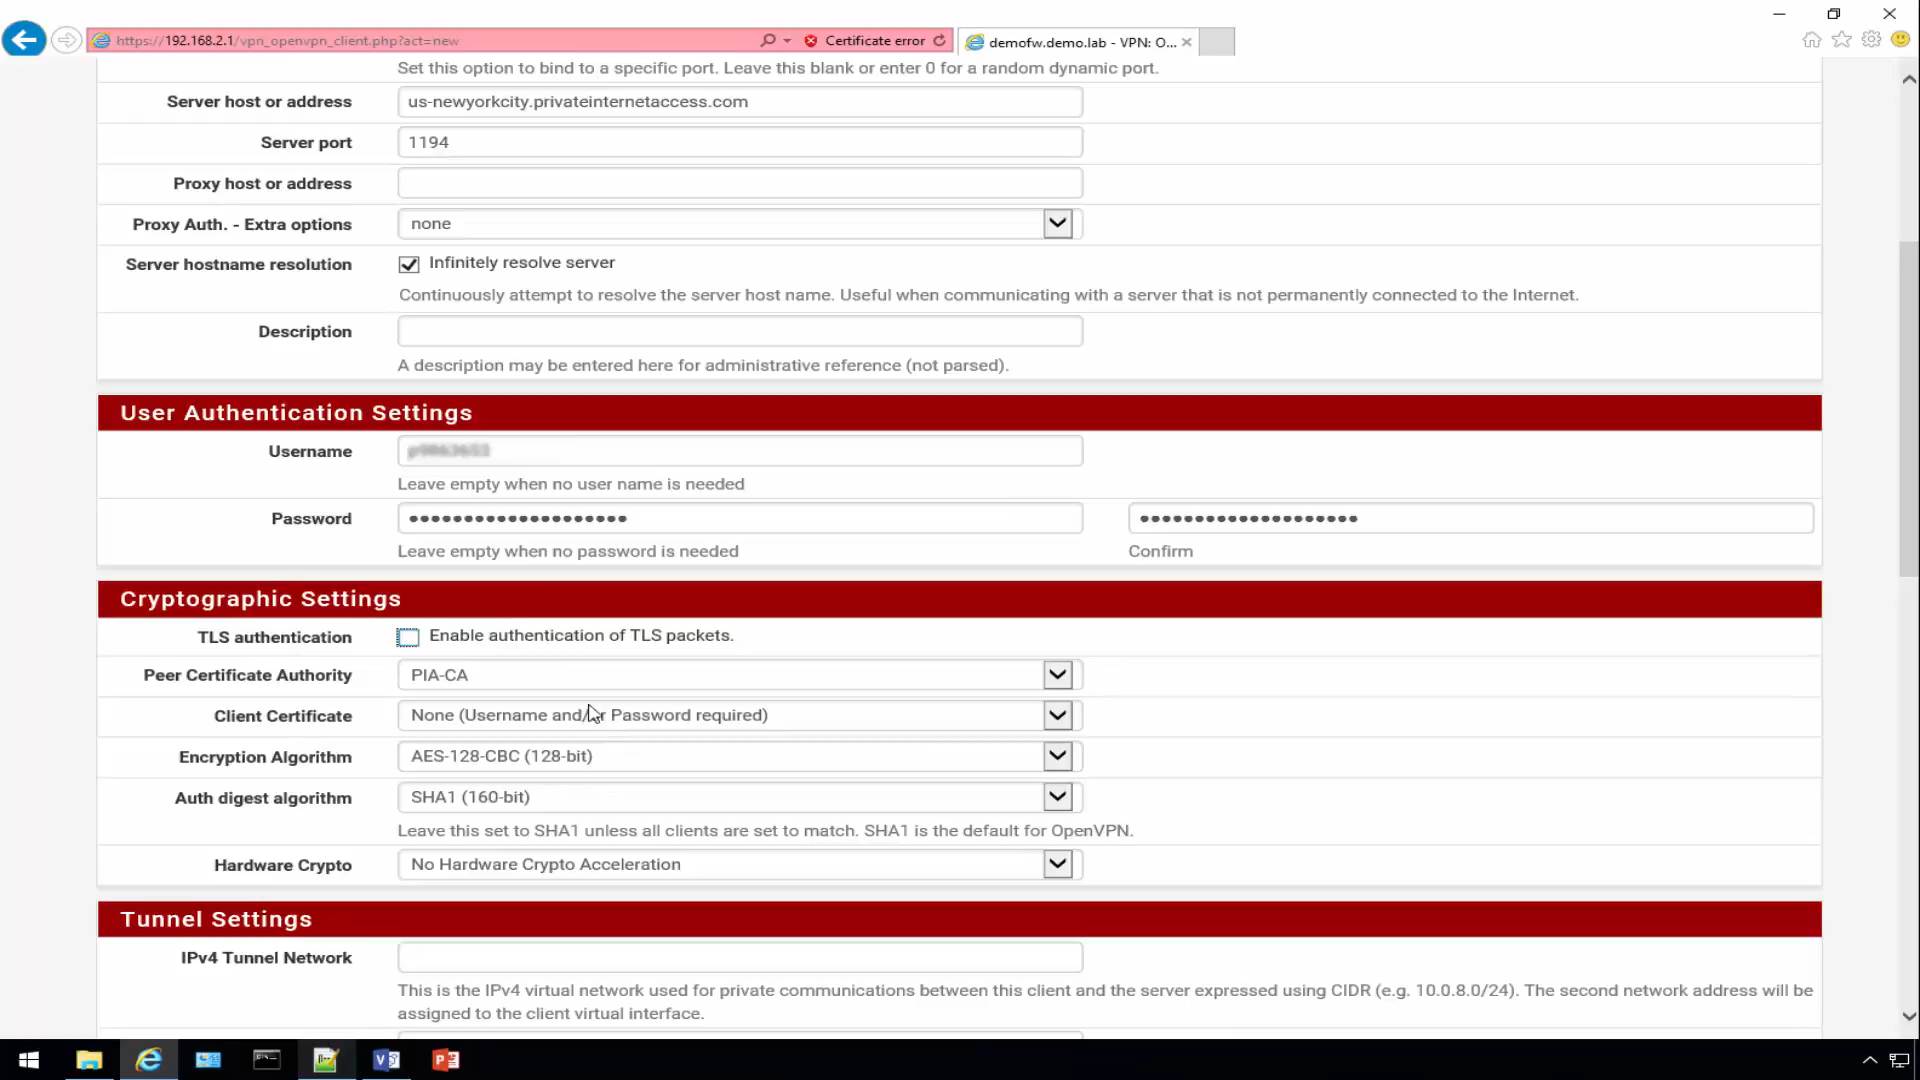 https://192.168.2.1/vpn_openvpn_client.php?act=new
Certificate error
demofw.demo.lab - VPN: O...
Set this option to bind to a specific port. Leave this blank or enter 0 for a random dynamic port.
Server host or address
us-newyorkcity.privateinternetaccess.com
Server port
1194
Proxy host or address
Proxy Auth. - Extra options
none
Server hostname resolution
Infinitely resolve server
Continuously attempt to resolve the server host name. Useful when communicating with a server that is not permanently connected to the Internet.
Description
A description may be entered here for administrative reference (not parsed).
User Authentication Settings
Username
Leave empty when no user name is needed
Password
Leave empty when no password is needed
Confirm
Cryptographic Settings
TLS authentication
Enable authentication of TLS packets.
Peer Certificate Authority
PIA-CA
Client Certificate
None (Username and/or Password required)
Encryption Algorithm
AES-128-CBC (128-bit)
Auth digest algorithm
SHA1 (160-bit)
Leave this set to SHA1 unless all clients are set to match. SHA1 is the default for OpenVPN.
Hardware Crypto
No Hardware Crypto Acceleration
Tunnel Settings
IPv4 Tunnel Network
This is the IPv4 virtual network used for private communications between this client and the server expressed using CIDR (e.g. 10.0.8.0/24). The second network address will be
assigned to the client virtual interface.